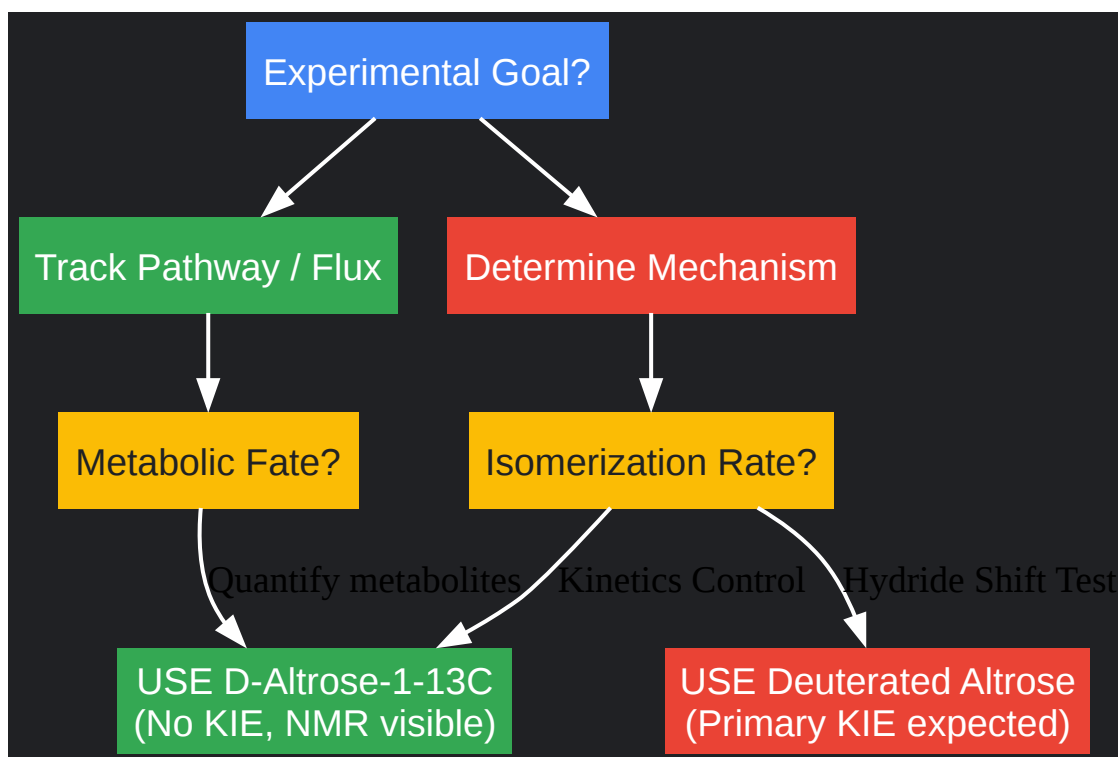 Experimental Goal?
Track Pathway / Flux
Determine Mechanism
Metabolic Fate?
Isomerization Rate?
Quantify metabolites
Kinetics Control
Hydride Shift Test
USE D-Altrose-1-13C
(No KIE, NMR visible)
USE Deuterated Altrose
(Primary KIE expected)